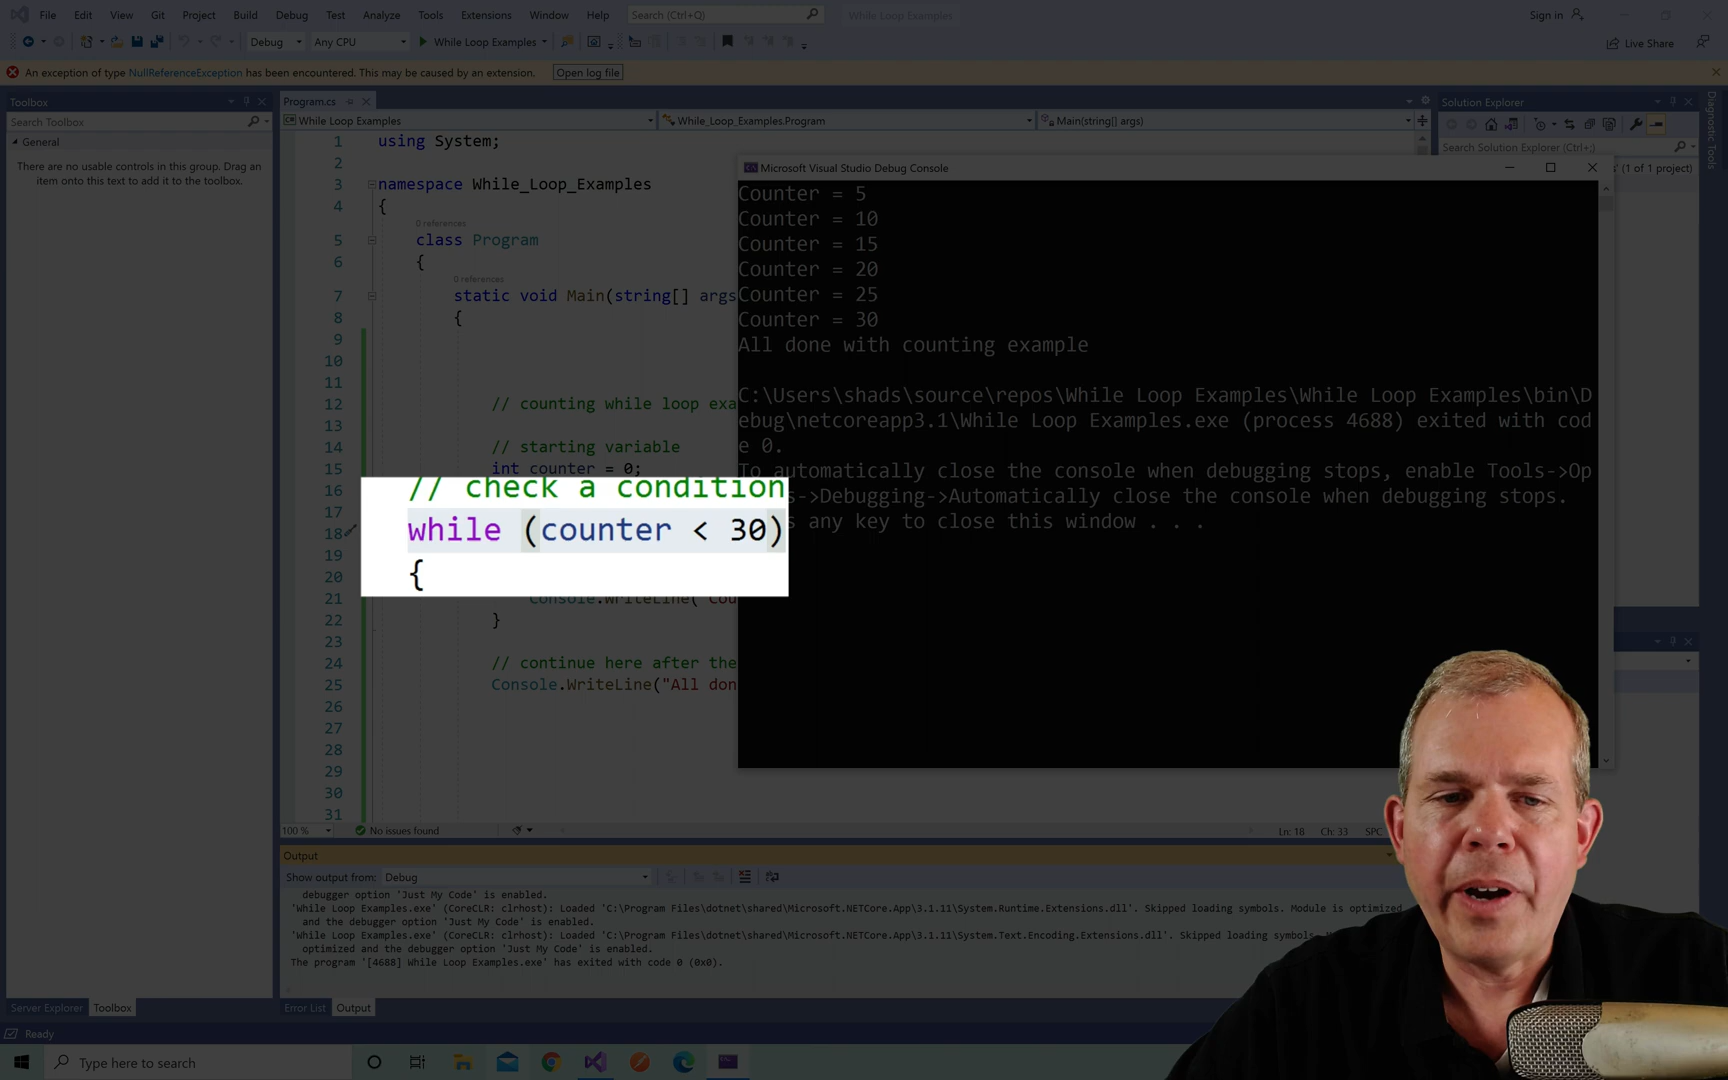 File Edit View Git Project Build Debug Test Analyze Tools Extensions Window Help Search (Ctrl+Q) While Loop Examples Sign in
Debug Any CPU While Loop Examples Live Share
An exception of type NullReferenceException has been encountered. This may be caused by an extension. Open log file
Toolbox
Search Toolbox
General
There are no usable controls in this group. Drag an
item onto this text to add it to the toolbox.
Program.cs
While Loop Examples While_Loop_Examples.Program Main(string[] args)
1 using System;
2
3 namespace While_Loop_Examples
4 {
0 references
5 class Program
6 {
0 references
7 static void Main(string[] args
8 {
9
10
11
12 // counting while loop exa
13
14 // starting variable
15 int counter = 0;
16 // check a condition
17
18 while (counter < 30)
19
20 {
21 Console.WriteLine("Cou
22 }
23
24 // continue here after the
25 Console.WriteLine("All don
26
27
28
29
30
31
100 % No issues found Ln: 18 Ch: 33 SPC
Microsoft Visual Studio Debug Console
Counter = 5
Counter = 10
Counter = 15
Counter = 20
Counter = 25
Counter = 30
All done with counting example
C:\Users\shads\source\repos\While Loop Examples\While Loop Examples\bin\D
ebug\netcoreapp3.1\While Loop Examples.exe (process 4688) exited with cod
e 0.
To automatically close the console when debugging stops, enable Tools->Op
s->Debugging->Automatically close the console when debugging stops.
s any key to close this window . . .
Solution Explorer
Search Solution Explorer (Ctrl+;)
(1 of 1 project)
Diagnostic Tools
Output
Show output from: Debug
debugger option 'Just My Code' is enabled.
'While Loop Examples.exe' (CoreCLR: clrhost): Loaded 'C:\Program Files\dotnet\shared\Microsoft.NETCore.App\3.1.11\System.Runtime.Extensions.dll'. Skipped loading symbols. Module is optimized
and the debugger option 'Just My Code' is enabled.
'While Loop Examples.exe' (CoreCLR: clrhost): Loaded 'C:\Program Files\dotnet\shared\Microsoft.NETCore.App\3.1.11\System.Text.Encoding.Extensions.dll'. Skipped loading symbols.
optimized and the debugger option 'Just My Code' is enabled.
The program '[4688] While Loop Examples.exe' has exited with code 0 (0x0).
Server Explorer Toolbox Error List Output
Ready
Type here to search